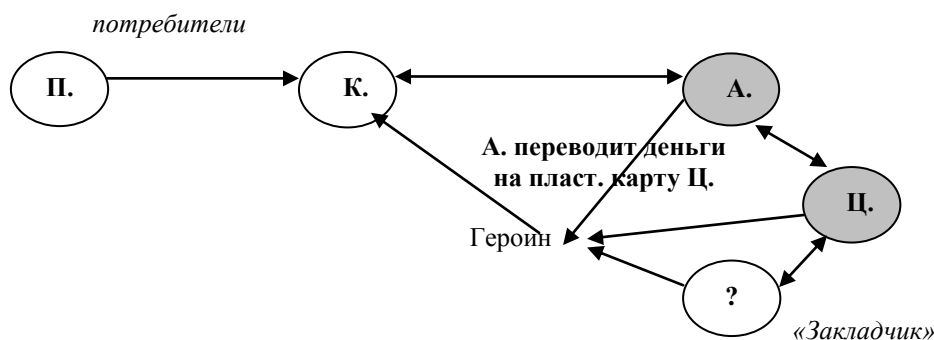 потребители
П.
К.
А.
А. переводит деньги
на пласт. карту Ц.
Ц.
Героин
?
«Закладчик»